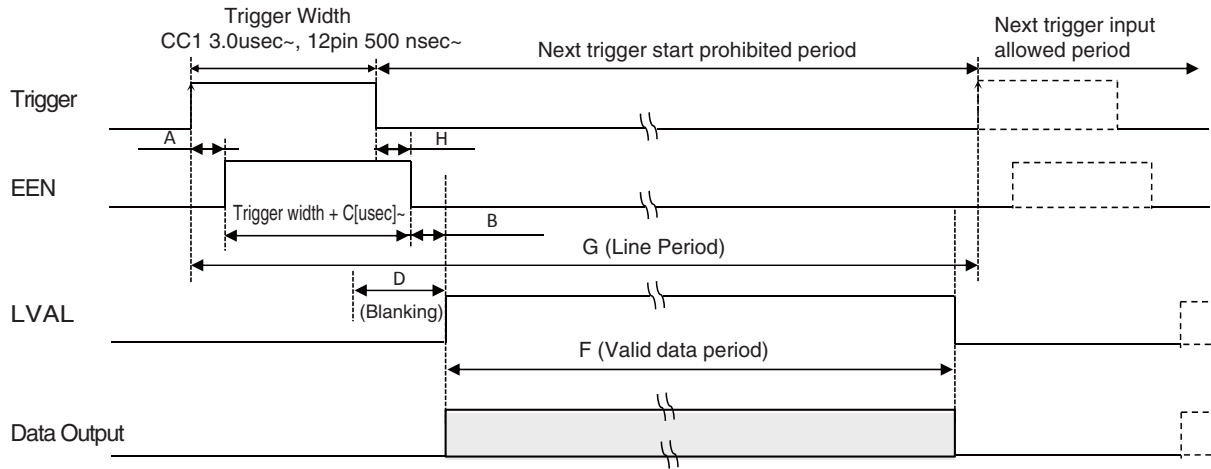 Trigger Width
CC1 3.0usec~, 12pin 500 nsec~
Next trigger start prohibited period
Next trigger input
allowed period
Trigger
A
H
EEN
Trigger width + C[usec]~
B
G (Line Period)
D
(Blanking)
LVAL
F (Valid data period)
Data Output